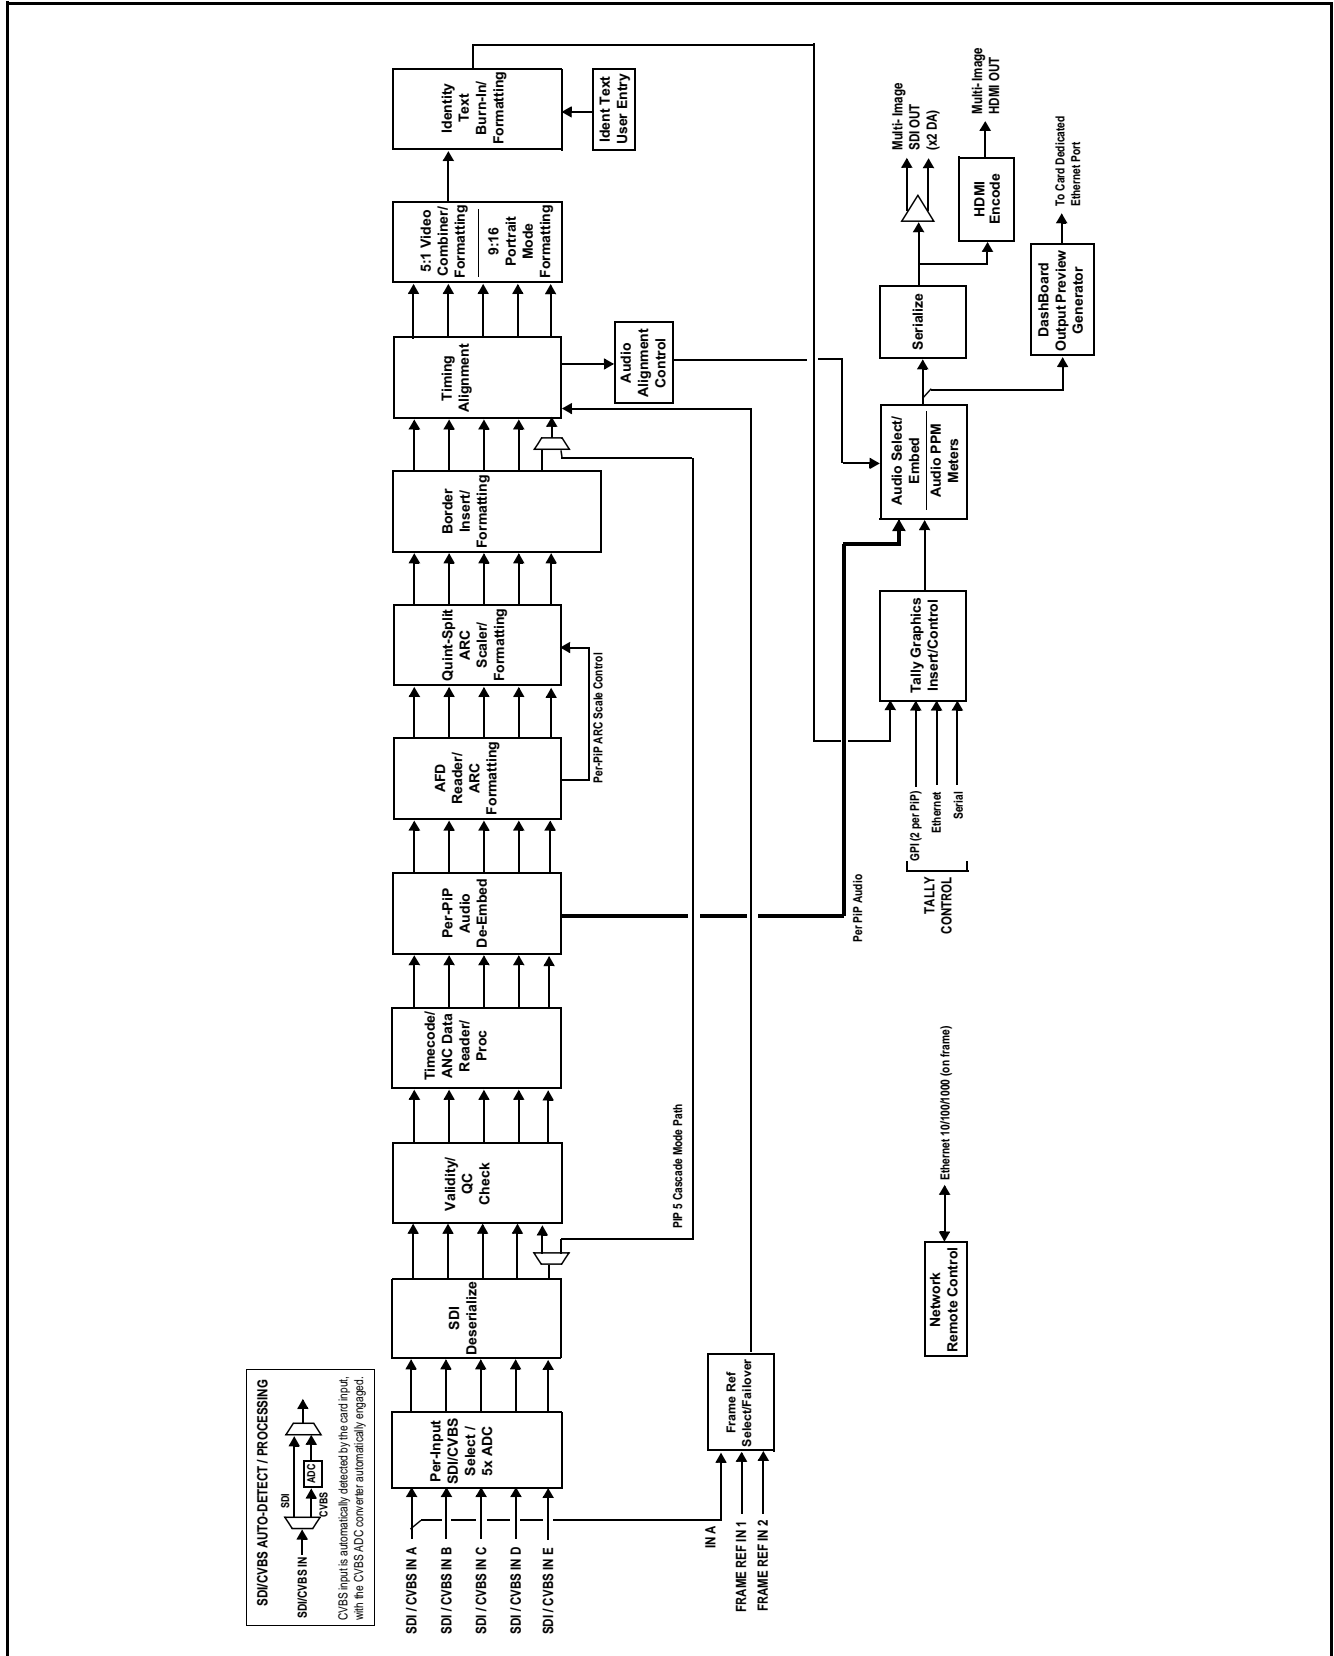 SDI/CVBS AUTO-DETECT / PROCESSING
SDI/CVBS IN
SDI
ADC
CVBS
CVBS input is automatically detected by the card input,
with the CVBS ADC converter automatically engaged.
SDI / CVBS IN A
SDI / CVBS IN B
SDI / CVBS IN C
SDI / CVBS IN D
SDI / CVBS IN E
Per-Input
SDI/CVBS
Select /
5x ADC
SDI
Deserialize
Validity/
QC
Check
Timecode/
ANC Data
Reader/
Proc
Per-PiP
Audio
De-Embed
AFD
Reader/
ARC
Formatting
Per-PiP ARC Scale Control
Quint-Split
ARC
Scaler/
Formatting
Border
Insert/
Formatting
Timing
Alignment
5:1 Video
Combiner/
Formatting
9:16
Portrait
Mode
Formatting
Identity
Text
Burn-In/
Formatting
Ident Text
User Entry
Audio
Alignment
Control
PIP 5 Cascade Mode Path
IN A
FRAME REF IN 1
FRAME REF IN 2
Frame Ref
Select/Failover
Per PiP Audio
TALLY
CONTROL
GPI (2 per PiP)
Ethernet
Serial
Tally Graphics
Insert/Control
Audio Select/
Embed
Audio PPM
Meters
Serialize
Multi- Image
SDI OUT
(x2 DA)
HDMI
Encode
Multi-Image
HDMI OUT
DashBoard
Output Preview
Generator
To Card Dedicated
Ethernet Port
Network
Remote Control
Ethernet 10/100/1000 (on frame)